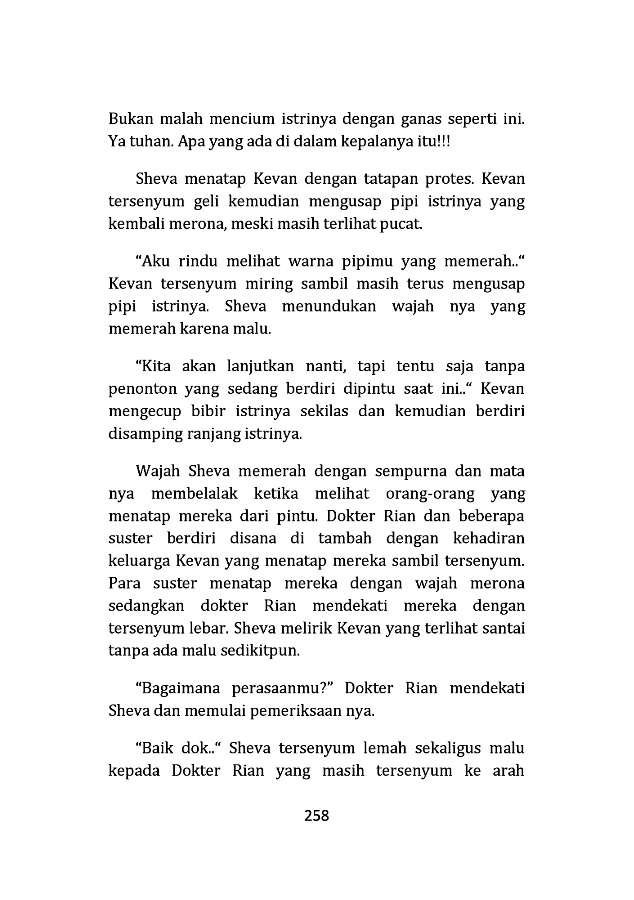 Bukan malah mencium istrinya dengan ganas seperti ini.
Ya tuhan. Apa yang ada di dalam kepalanya itu!!!
Sheva menatap Kevan dengan tatapan protes. Kevan
tersenyum geli kemudian mengusap pipi istrinya yang
kembali merona, meski masih terlihat pucat.
“Aku rindu melihat warna pipimu yang memerah..“
Kevan tersenyum miring sambil masih terus mengusap
pipi istrinya. Sheva menundukan wajah nya yang
memerah karena malu.
“Kita akan lanjutkan nanti, tapi tentu saja tanpa
penonton yang sedang berdiri dipintu saat ini..“ Kevan
mengecup bibir istrinya sekilas dan kemudian berdiri
disamping ranjang istrinya.
Wajah Sheva memerah dengan sempurna dan mata
nya membelalak ketika melihat orang-orang yang
menatap mereka dari pintu. Dokter Rian dan beberapa
suster berdiri disana di tambah dengan kehadiran
keluarga Kevan yang menatap mereka sambil tersenyum.
Para suster menatap mereka dengan wajah merona
sedangkan dokter Rian mendekati mereka dengan
tersenyum lebar. Sheva melirik Kevan yang terlihat santai
tanpa ada malu sedikitpun.
“Bagaimana perasaanmu?” Dokter Rian mendekati
Sheva dan memulai pemeriksaan nya.
“Baik dok..“ Sheva tersenyum lemah sekaligus malu
kepada Dokter Rian yang masih tersenyum ke arah
258